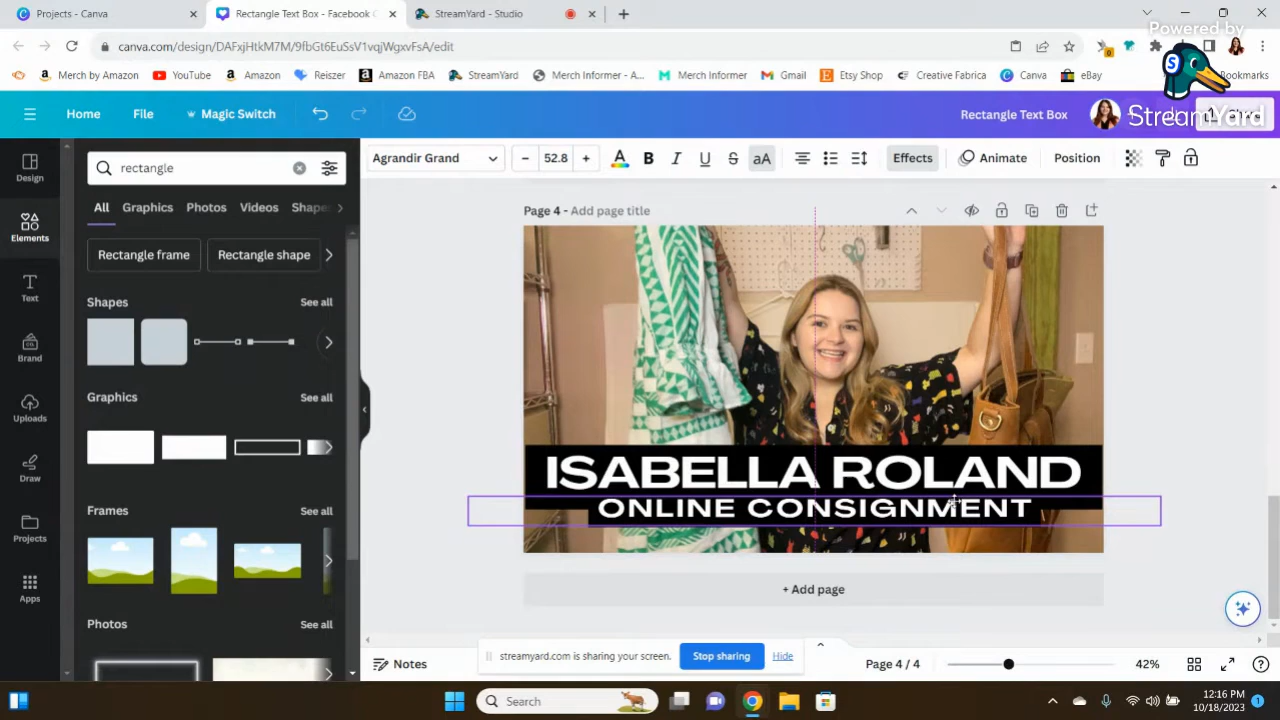 Projects - Canva
Rectangle Text Box - Facebook C
StreamYard - Studio
Powered by
canva.com/design/DAFxjHtkM7M/9fbGt6EuSsV1vqjWgxvFsA/edit
Merch by Amazon
YouTube
Amazon
Reiszer
Amazon FBA
StreamYard
Merch Informer - A...
Merch Informer
Gmail
Etsy Shop
Creative Fabrica
Canva
eBay
Bookmarks
StreamYard
Home
File
Magic Switch
Rectangle Text Box
rectangle
Agrandir Grand
– 52.8 +
A B I U S aA
Effects
Animate
Position
Design
Elements
Text
Brand
Uploads
Draw
Projects
Apps
All
Graphics
Photos
Videos
Shape
Rectangle frame
Rectangle shape
Shapes
See all
Graphics
See all
Frames
See all
Photos
See all
Page 4 - Add page title
ISABELLA ROLAND
ONLINE CONSIGNMENT
+ Add page
streamyard.com is sharing your screen.
Stop sharing
Hide
Notes
Page 4 / 4
42%
Search
12:16 PM
10/18/2023
1